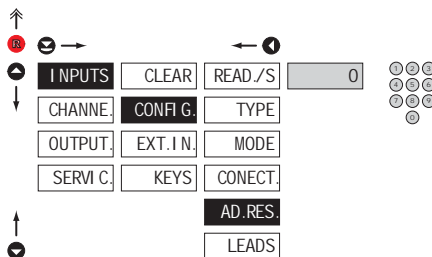 R
INPUTS CLEAR READ./S 0 1 2 3
4 5 6
CHANNE. CONFIG. TYPE 7 8 9
0
OUTPUT. EXT.IN. MODE
SERVIC. KEYS CONECT.
AD.RES.
LEADS